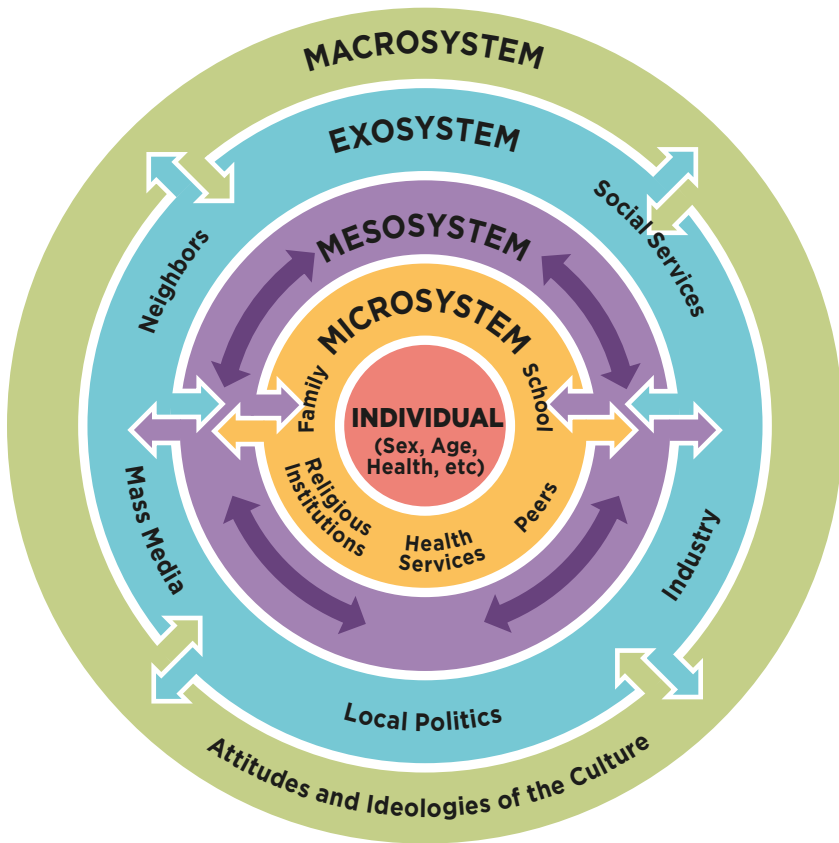 MACROSYSTEM
EXOSYSTEM
Social Services
Neighbors
MESOSYSTEM
MICROSYSTEM
Family
School
INDIVIDUAL
(Sex, Age,
Health, etc)
Religious
Institutions
Health
Services
Peers
Mass Media
Industry
Local Politics
Attitudes and Ideologies of the Culture